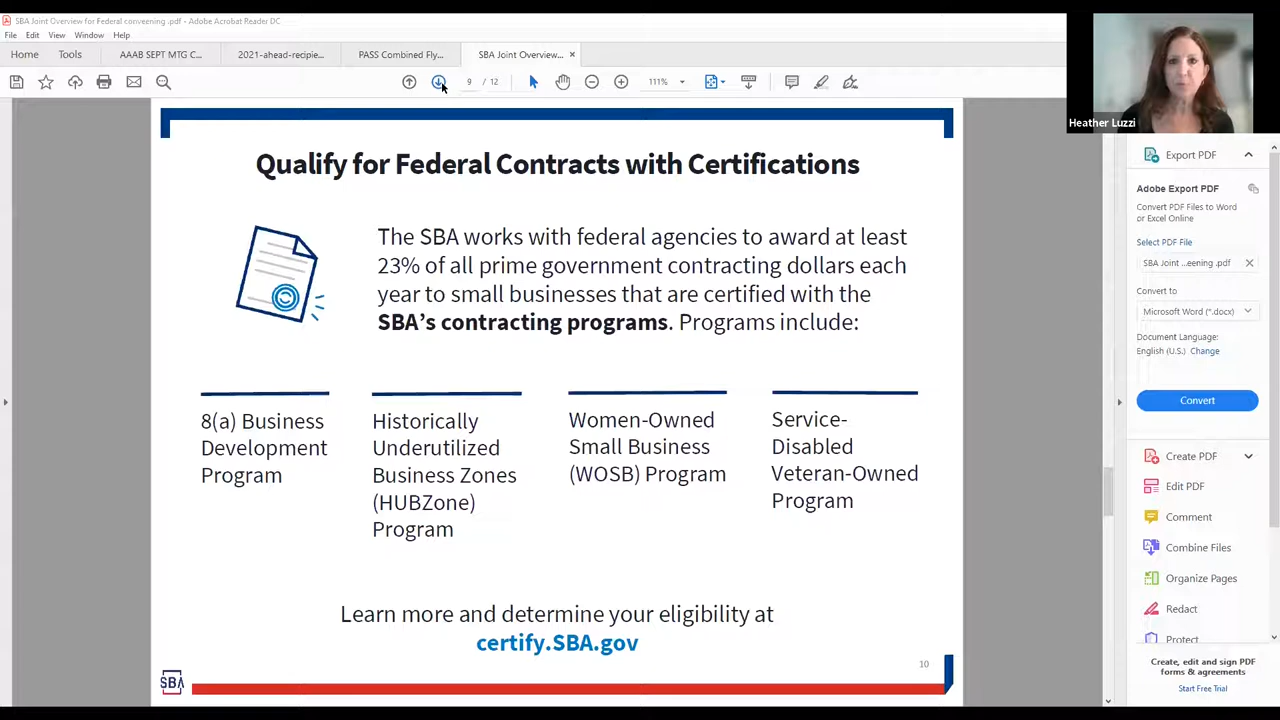 SBA Joint Overview for Federal conveening .pdf - Adobe Acrobat Reader DC
File Edit View Window Help
Home Tools AAAB SEPT MTG C... 2021-ahead-recipie... PASS Combined Fly... SBA Joint Overview... ×
9 / 12 111%
Heather Luzzi
Qualify for Federal Contracts with Certifications
The SBA works with federal agencies to award at least
23% of all prime government contracting dollars each
year to small businesses that are certified with the
SBA's contracting programs. Programs include:
8(a) Business
Development
Program
Historically
Underutilized
Business Zones
(HUBZone)
Program
Women-Owned
Small Business
(WOSB) Program
Service-
Disabled
Veteran-Owned
Program
Learn more and determine your eligibility at
certify.SBA.gov
10
SBA
Export PDF
Adobe Export PDF
Convert PDF Files to Word
or Excel Online
Select PDF File
SBA Joint ...eening .pdf
Convert to
Microsoft Word (*.docx)
Document Language:
English (U.S.) Change
Convert
Create PDF
Edit PDF
Comment
Combine Files
Organize Pages
Redact
Protect
Create, edit and sign PDF
forms & agreements
Start Free Trial